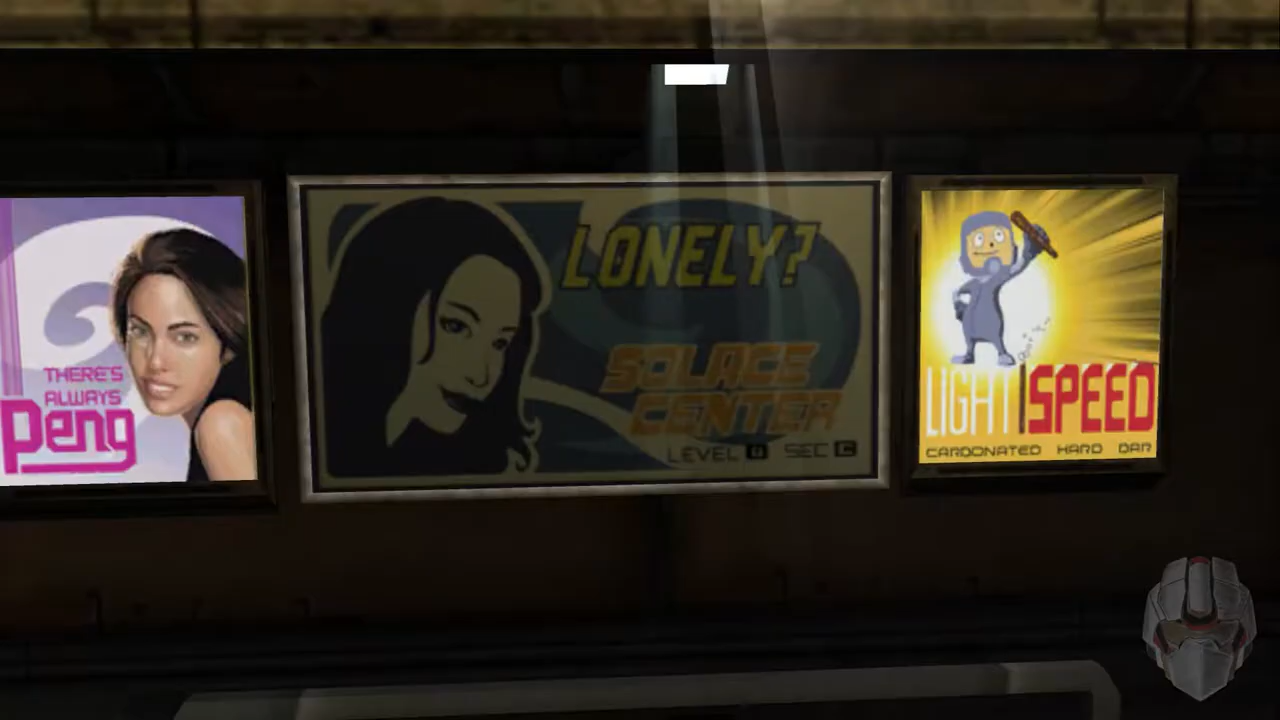 THERE'S
ALWAYS
Peng
LONELY?
SOLACE
CENTER
LEVEL SEC C
LIGHT|SPEED
CARBONATED HARD BAR